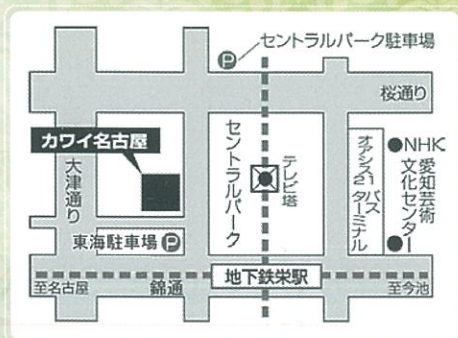 セントラルパーク駐車場
P
桜通り
カワイ名古屋
大津通り
セントラルパーク
テレビ塔
オアシス21
バスターミナル
NHK
愛知芸術
文化センター
東海駐車場 P
地下鉄栄駅
至名古屋
錦通
至今池